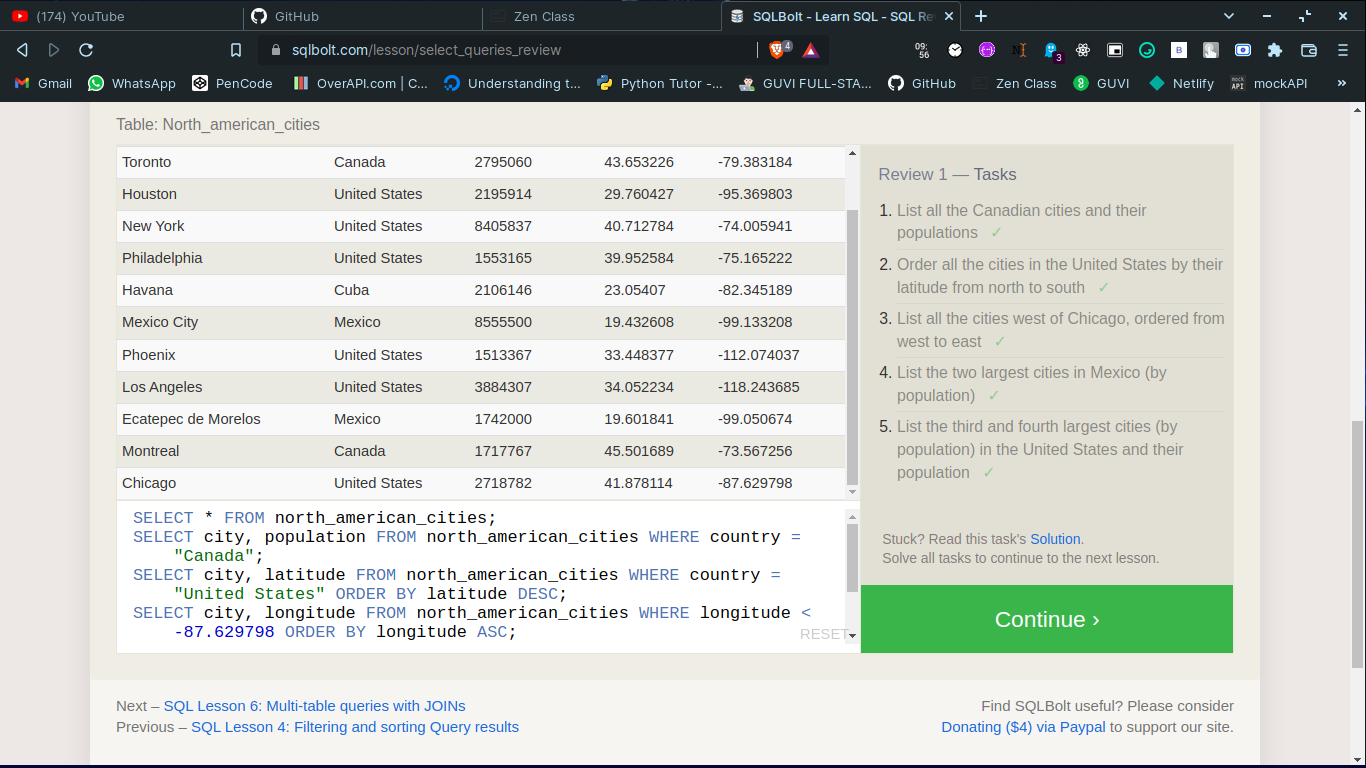 (174) YouTube
GitHub
Zen Class
SQLBolt - Learn SQL - SQL Re
sqlbolt.com/lesson/select_queries_review
4
09:
56
3
B
Gmail
WhatsApp
PenCode
OverAPI.com | C...
Understanding t...
Python Tutor -...
GUVI FULL-STA...
GitHub
Zen Class
GUVI
Netlify
mock
API
mockAPI
»
Table: North_american_cities
Toronto Canada 2795060 43.653226 -79.383184
Houston United States 2195914 29.760427 -95.369803
New York United States 8405837 40.712784 -74.005941
Philadelphia United States 1553165 39.952584 -75.165222
Havana Cuba 2106146 23.05407 -82.345189
Mexico City Mexico 8555500 19.432608 -99.133208
Phoenix United States 1513367 33.448377 -112.074037
Los Angeles United States 3884307 34.052234 -118.243685
Ecatepec de Morelos Mexico 1742000 19.601841 -99.050674
Montreal Canada 1717767 45.501689 -73.567256
Chicago United States 2718782 41.878114 -87.629798
SELECT * FROM north_american_cities;
SELECT city, population FROM north_american_cities WHERE country =
"Canada";
SELECT city, latitude FROM north_american_cities WHERE country =
"United States" ORDER BY latitude DESC;
SELECT city, longitude FROM north_american_cities WHERE longitude <
-87.629798 ORDER BY longitude ASC;
RESET
Review 1 — Tasks
1. List all the Canadian cities and their
populations ✓
2. Order all the cities in the United States by their
latitude from north to south ✓
3. List all the cities west of Chicago, ordered from
west to east ✓
4. List the two largest cities in Mexico (by
population) ✓
5. List the third and fourth largest cities (by
population) in the United States and their
population ✓
Stuck? Read this task's Solution.
Solve all tasks to continue to the next lesson.
Continue ›
Next – SQL Lesson 6: Multi-table queries with JOINs
Previous – SQL Lesson 4: Filtering and sorting Query results
Find SQLBolt useful? Please consider
Donating ($4) via Paypal to support our site.